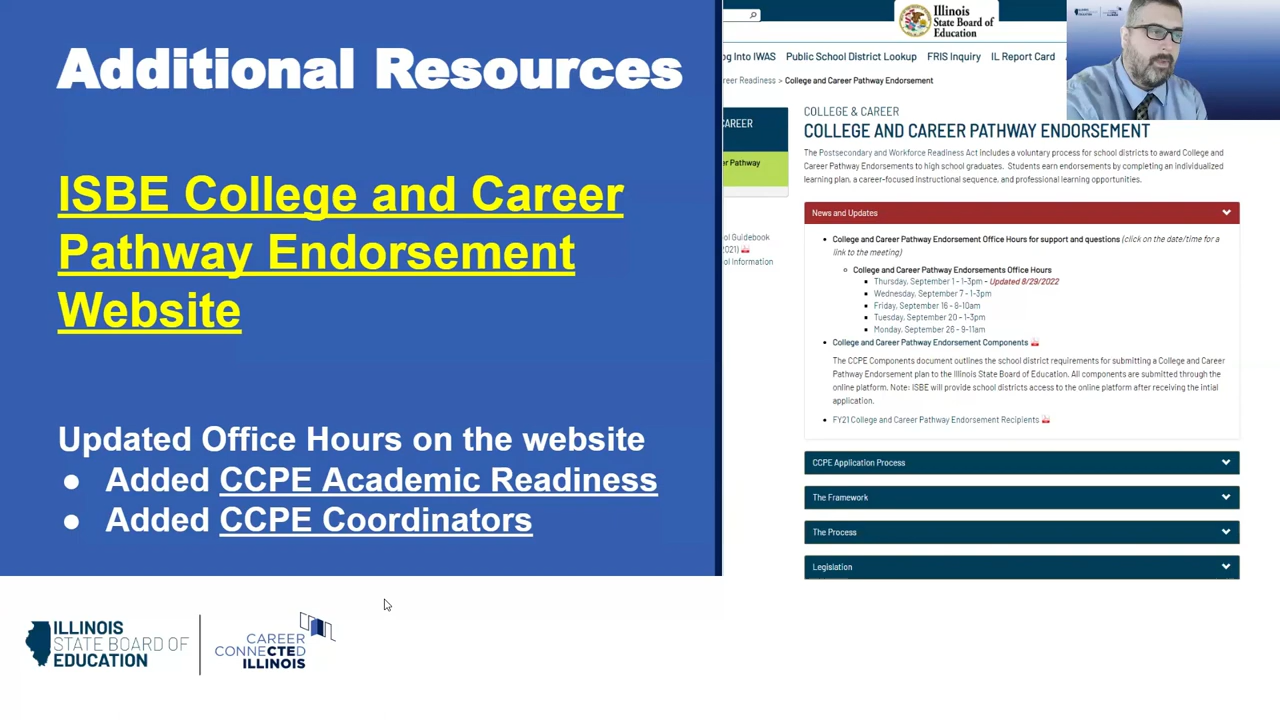 Additional Resources
ISBE College and Career
Pathway Endorsement
Website
Updated Office Hours on the website
● Added CCPE Academic Readiness
● Added CCPE Coordinators
ILLINOIS
STATE BOARD OF
EDUCATION
CAREER
CONNECTED
ILLINOIS
Illinois
State Board of
Education
og Into IWAS Public School District Lookup FRIS Inquiry IL Report Card
reer Readiness > College and Career Pathway Endorsement
CAREER
er Pathway
ol Guidebook
2021)
ol Information
COLLEGE & CAREER
COLLEGE AND CAREER PATHWAY ENDORSEMENT
The Postsecondary and Workforce Readiness Act includes a voluntary process for school districts to award College and
Career Pathway Endorsements to high school graduates. Students earn endorsements by completing an individualized
learning plan, a career-focused instructional sequence, and professional learning opportunities.
News and Updates
• College and Career Pathway Endorsement Office Hours for support and questions (click on the date/time for a
link to the meeting)
College and Career Pathway Endorsements Office Hours
Thursday, September 1 - 1-3pm - Updated 8/29/2022
Wednesday, September 7 - 1-3pm
Friday, September 16 - 8-10am
Tuesday, September 20 - 1-3pm
Monday, September 26 - 9-11am
• College and Career Pathway Endorsement Components
The CCPE Components document outlines the school district requirements for submitting a College and Career
Pathway Endorsement plan to the Illinois State Board of Education. All components are submitted through the
online platform. Note: ISBE will provide school districts access to the online platform after receiving the intial
application.
• FY21 College and Career Pathway Endorsement Recipients
CCPE Application Process
The Framework
The Process
Legislation